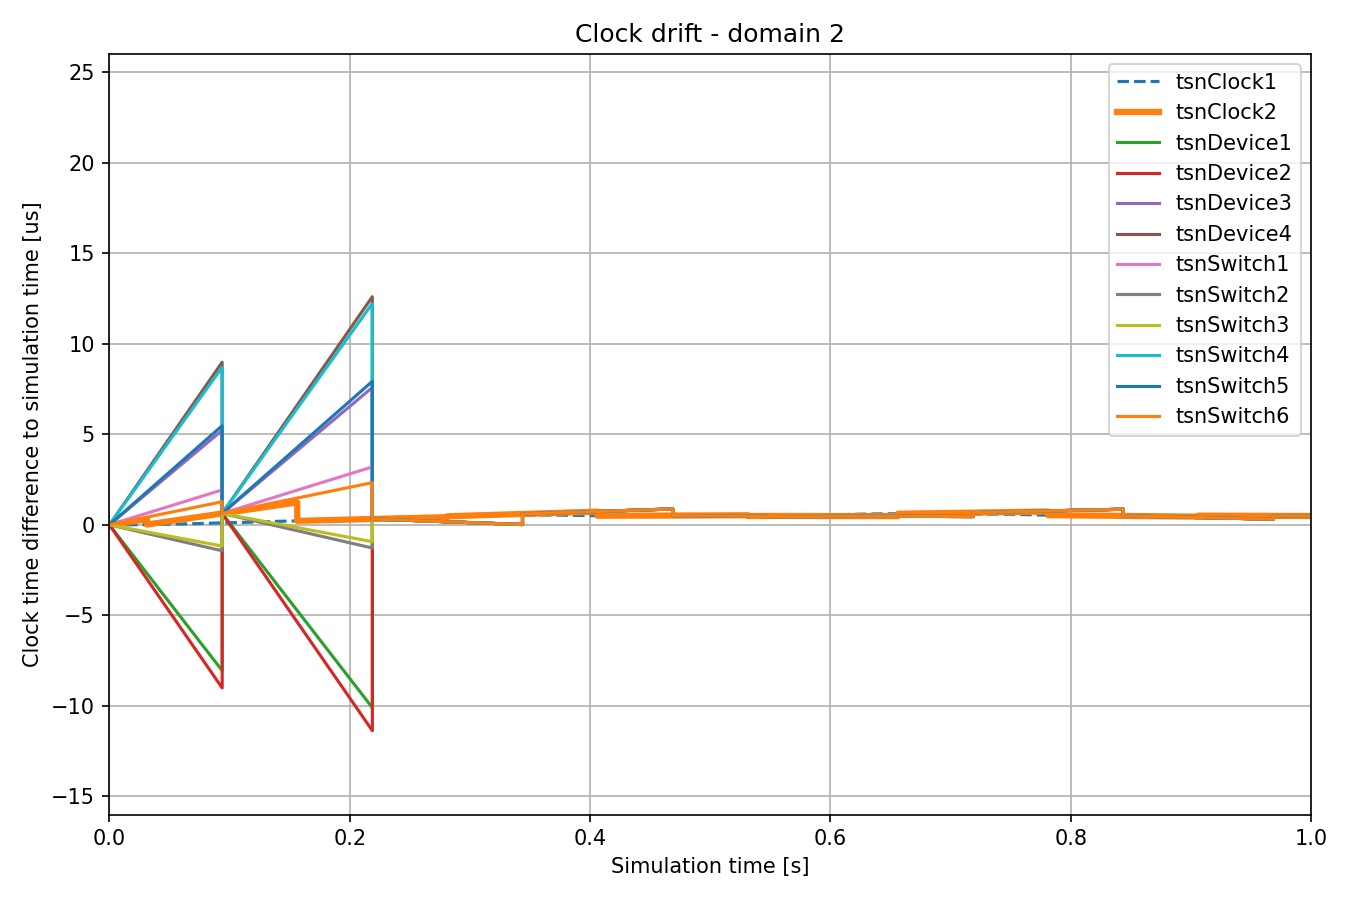 Clock drift - domain 2
Clock time difference to simulation time [us]
25
20
15
10
5
0
−5
−10
−15
0.0
0.2
0.4
0.6
0.8
1.0
Simulation time [s]
tsnClock1
tsnClock2
tsnDevice1
tsnDevice2
tsnDevice3
tsnDevice4
tsnSwitch1
tsnSwitch2
tsnSwitch3
tsnSwitch4
tsnSwitch5
tsnSwitch6